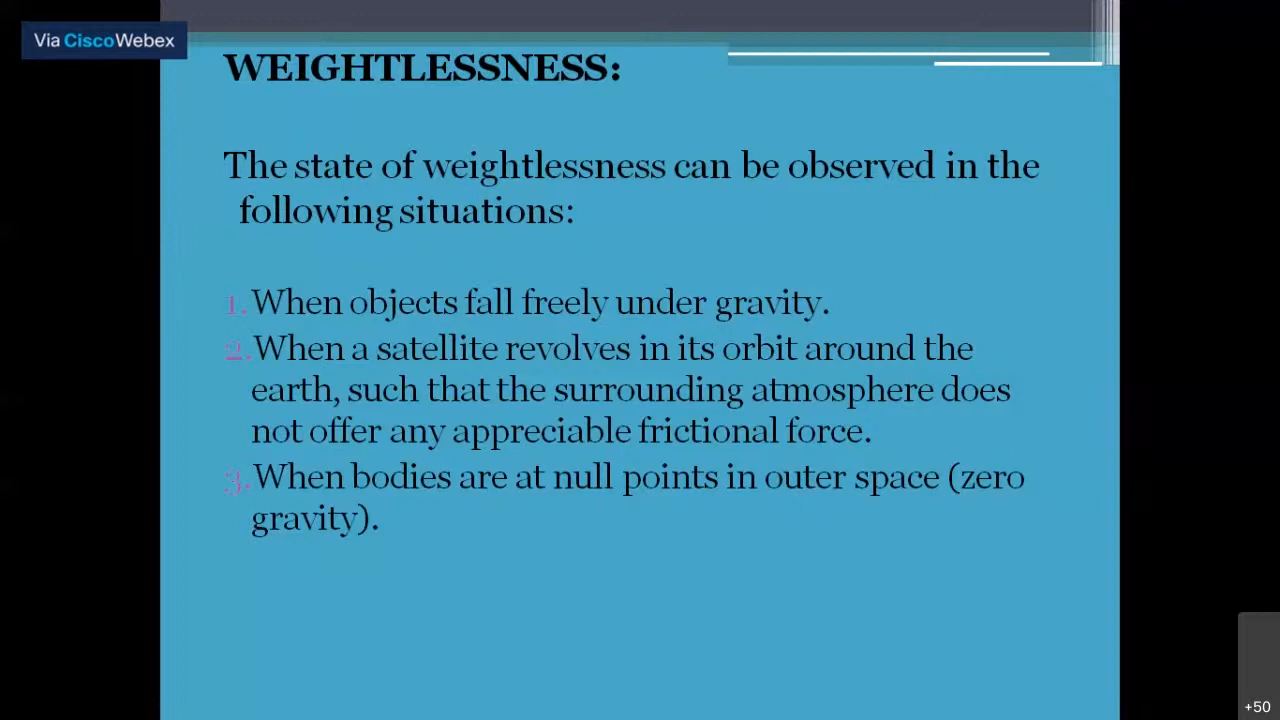 Via CiscoWebex
WEIGHTLESSNESS:
The state of weightlessness can be observed in the
following situations:
1. When objects fall freely under gravity.
2. When a satellite revolves in its orbit around the
earth, such that the surrounding atmosphere does
not offer any appreciable frictional force.
3. When bodies are at null points in outer space (zero
gravity).
+50